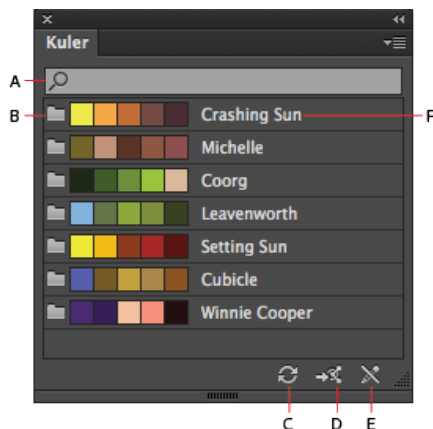 Kuler
A
B
Crashing Sun
F
Michelle
Coorg
Leavenworth
Setting Sun
Cubicle
Winnie Cooper
C D E